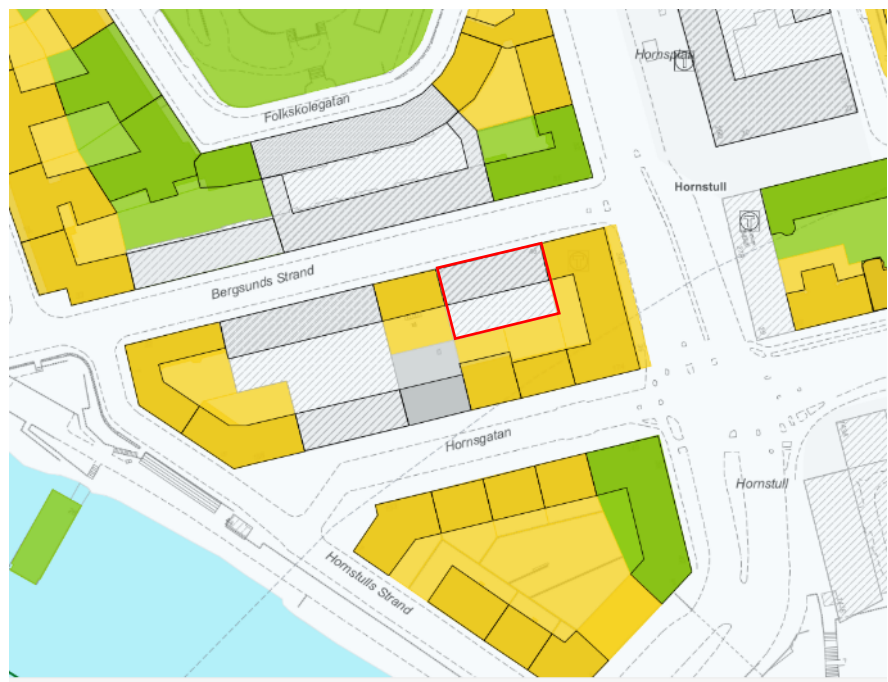 Hornsplan
T
Folkskolegatan
Hornstull
T
Bergsunds Strand
Hornsgatan
Hornstull
Hornstulls Strand